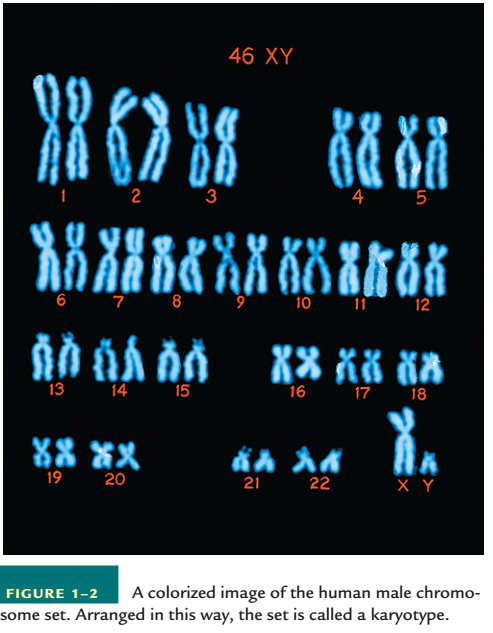 46 XY
1 2 3 4 5
6 7 8 9 10 11 12
13 14 15 16 17 18
19 20 21 22 X Y
FIGURE 1–2 A colorized image of the human male chromo-
some set. Arranged in this way, the set is called a karyotype.